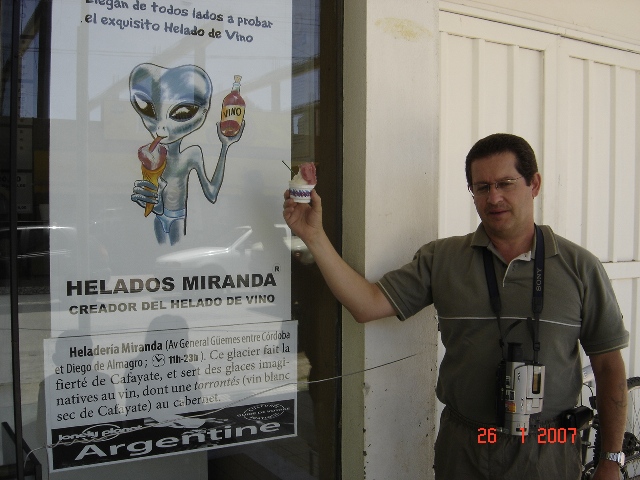 Llegan de todos lados a probar
el exquisito Helado de Vino
VINO
HELADOS MIRANDA®
CREADOR DEL HELADO DE VINO
Heladería Miranda (Av General Güemes entre Córdoba
et Diego de Almagro ; 11h-23h). Ce glacier fait la
fierté de Cafayate, et sert des glaces imagi-
natives au vin, dont une torrontés (vin blanc
sec de Cafayate) au cabernet.
lonely planet
Argentine
SONY
26 1 2007